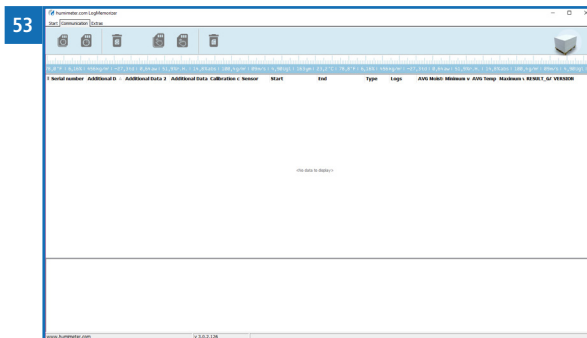 53
humimeter.com LogMemorizer
Start Communication Extras
Serial number Additional D Additional Data 2 Additional Data Calibration c Sensor Start End Type Logs AVG Moist Minimum v AVG Temp Maximum v RESULT_G VERSION
<No data to display>
www.humimeter.com v 3.0.2.126